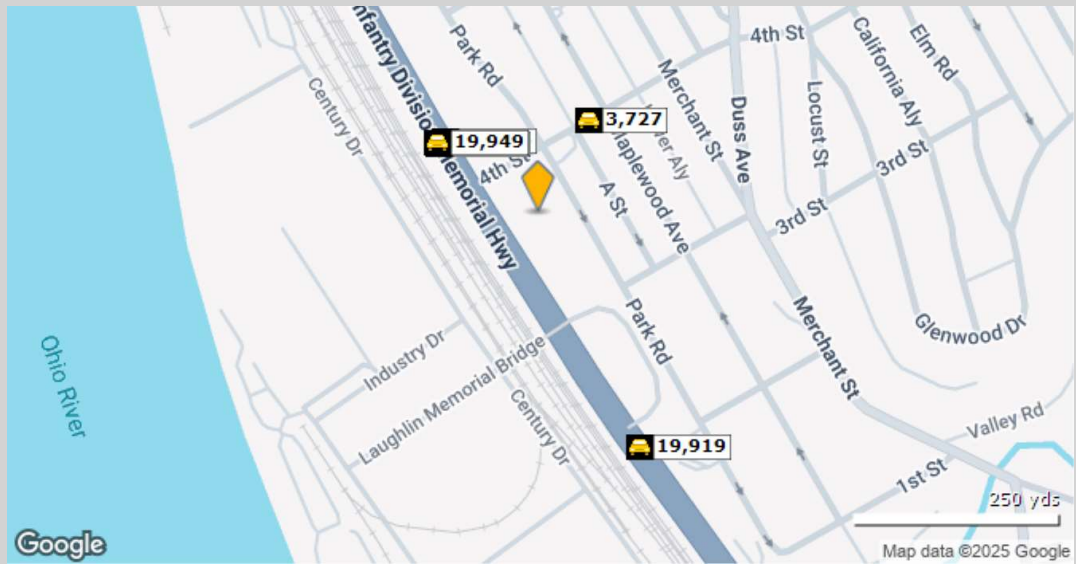 4th St
Park Rd
California Aly
Elm Rd
Merchant St
nfantry Divisio
emorial Hwy
Century Dr
Duss Ave
Locust St
3,727
19,949
4th St
Maplewood Ave
3rd St
A St
3rd St
Park Rd
Merchant St
Glenwood Dr
Ohio River
Industry Dr
Laughlin Memorial Bridge
Century Dr
Valley Rd
19,919
1st St
250 yds
Google
Map data ©2025 Google